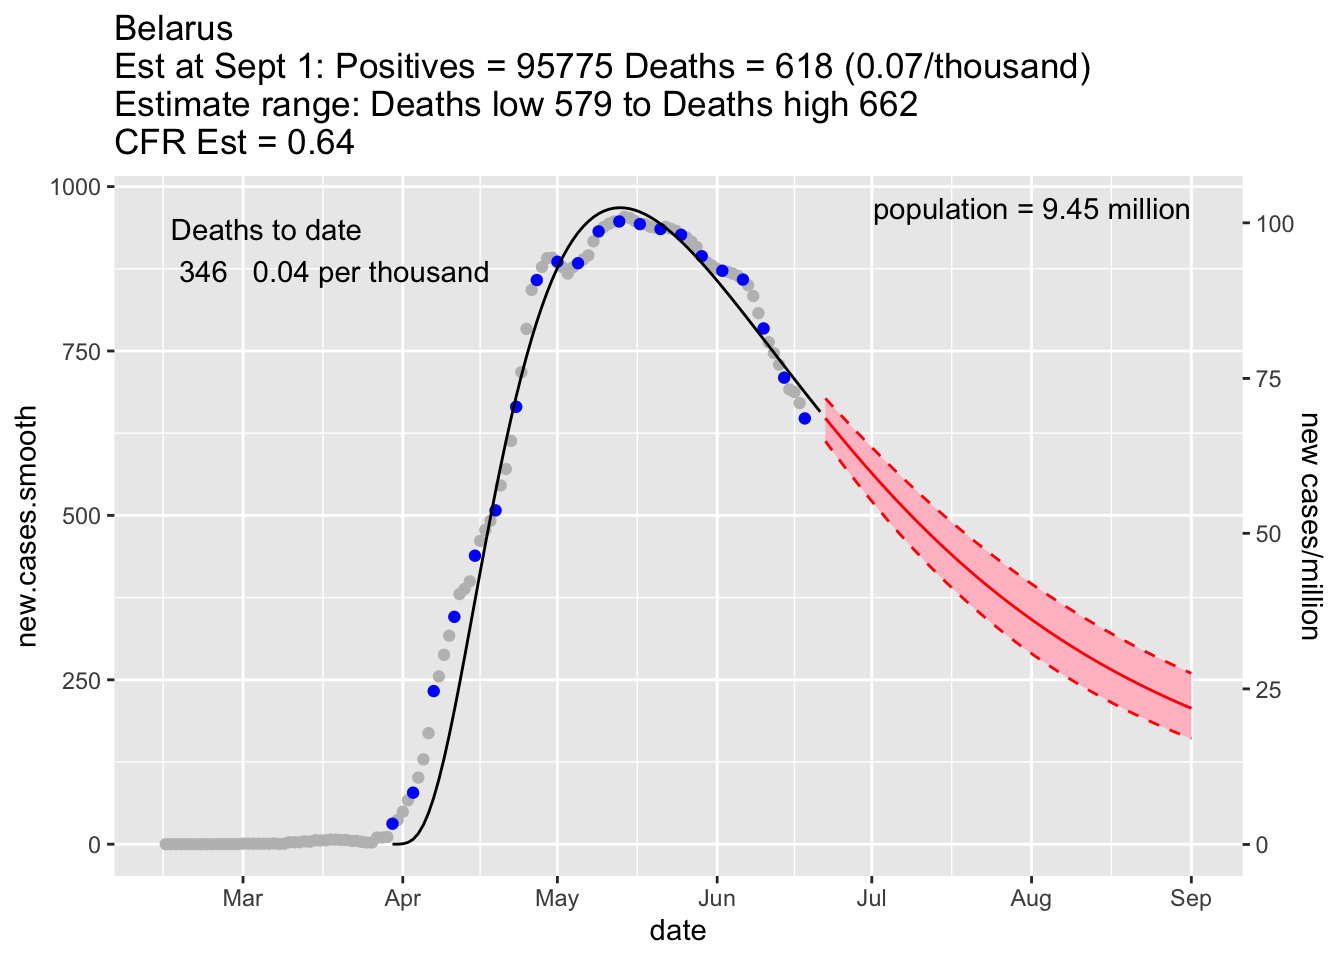 Belarus
Est at Sept 1: Positives = 95775 Deaths = 618 (0.07/thousand)
Estimate range: Deaths low 579 to Deaths high 662
CFR Est = 0.64
population = 9.45 million
Deaths to date
346 0.04 per thousand
new.cases.smooth
1000
750
500
250
0
new cases/million
100
75
50
25
0
Mar Apr May Jun Jul Aug Sep
date